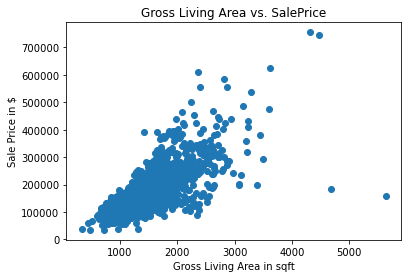 Gross Living Area vs. SalePrice
Sale Price in $
700000
600000
500000
400000
300000
200000
100000
0
1000 2000 3000 4000 5000
Gross Living Area in sqft